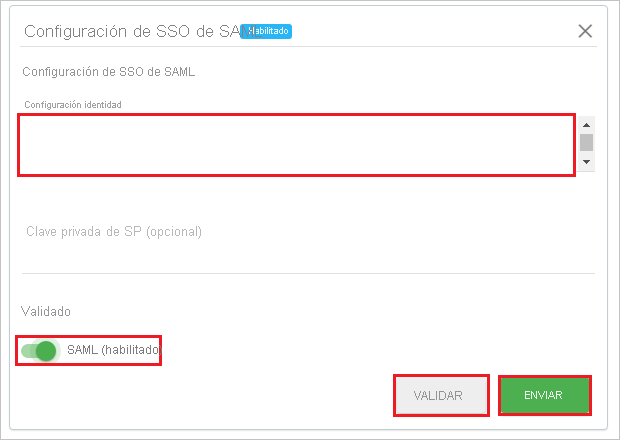 Configuración de SSO de SAML Habilitado
Configuración de SSO de SAML
Configuración identidad
Clave privada de SP (opcional)
Validado
SAML (habilitado)
VALIDAR
ENVIAR